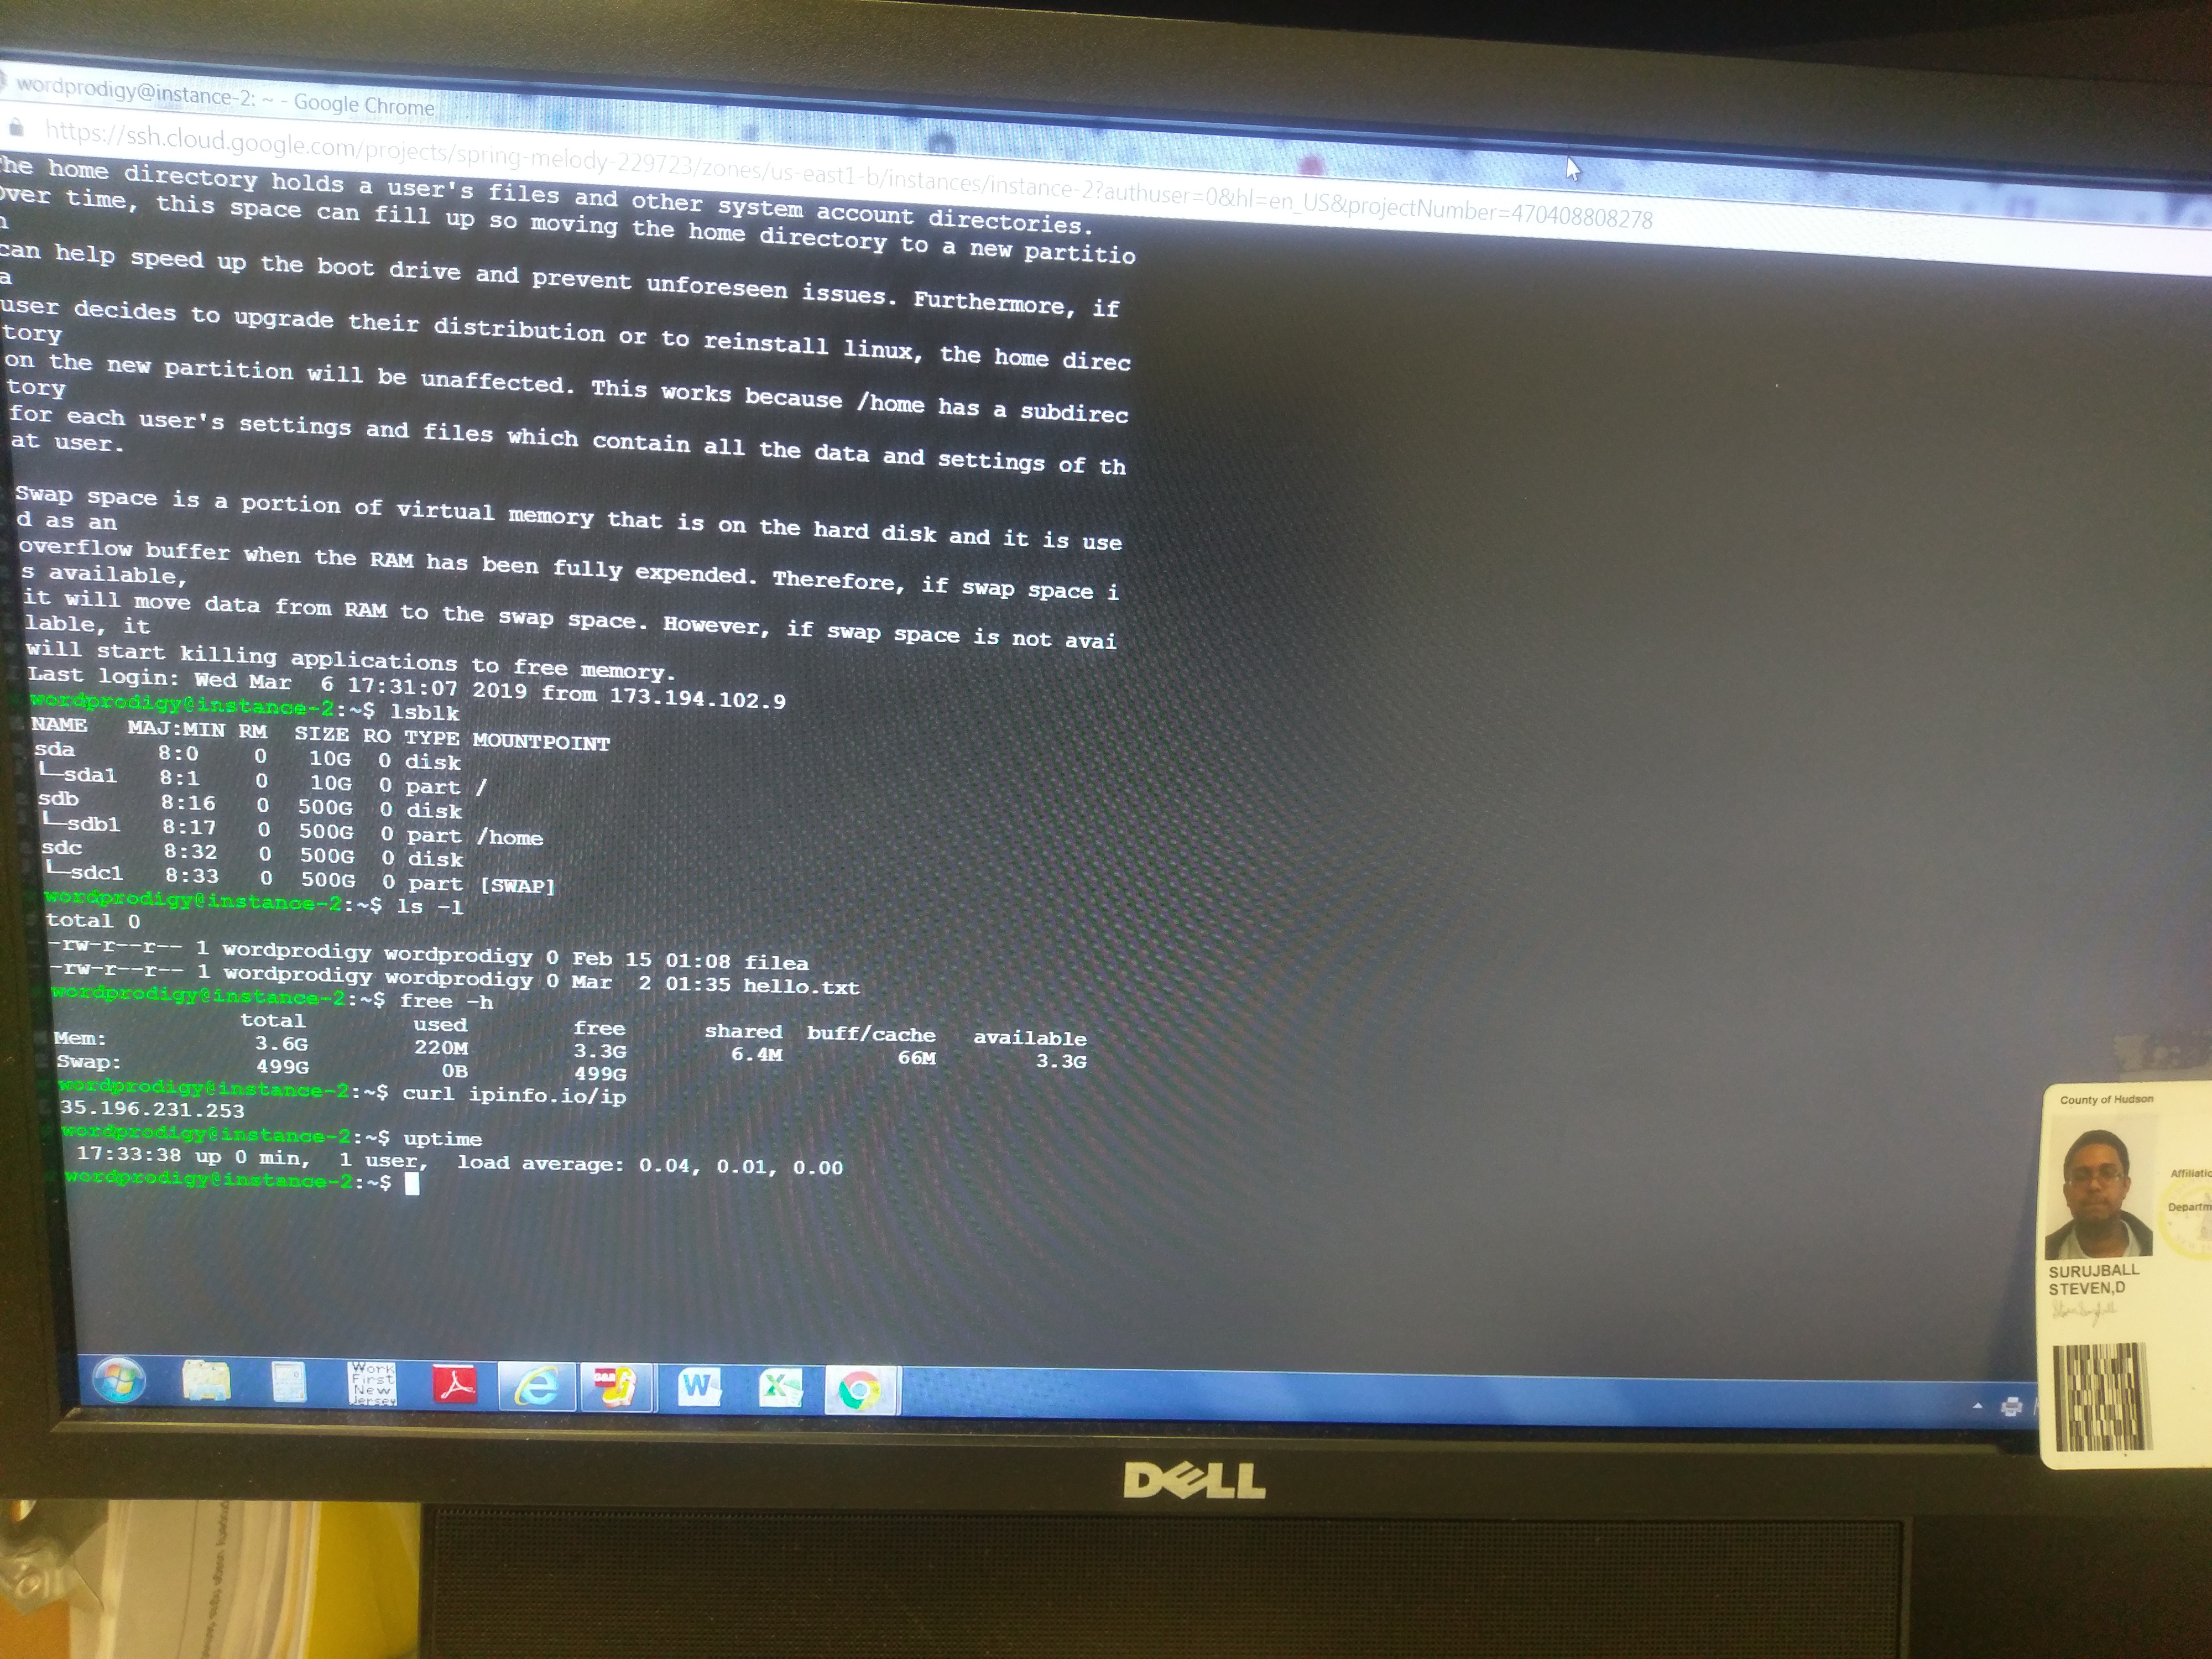 wordprodigy@instance-2: ~ - Google Chrome
https://ssh.cloud.google.com/projects/spring-melody-229723/zones/us-east1-b/instances/instance-2?authuser=0&hl=en_US&projectNumber=470408808278
he home directory holds a user's files and other system account directories.
Over time, this space can fill up so moving the home directory to a new partitio
n
can help speed up the boot drive and prevent unforeseen issues. Furthermore, if
a
user decides to upgrade their distribution or to reinstall linux, the home direc
tory
on the new partition will be unaffected. This works because /home has a subdirec
tory
for each user's settings and files which contain all the data and settings of th
at user.
Swap space is a portion of virtual memory that is on the hard disk and it is use
d as an
overflow buffer when the RAM has been fully expended. Therefore, if swap space i
s available,
it will move data from RAM to the swap space. However, if swap space is not avai
lable, it
will start killing applications to free memory.
Last login: Wed Mar  6 17:31:07 2019 from 173.194.102.9
wordprodigy@instance-2:~$ lsblk
NAME   MAJ:MIN RM  SIZE RO TYPE MOUNTPOINT
sda      8:0    0   10G  0 disk
└─sda1   8:1    0   10G  0 part /
sdb      8:16   0  500G  0 disk
└─sdb1   8:17   0  500G  0 part /home
sdc      8:32   0  500G  0 disk
└─sdc1   8:33   0  500G  0 part [SWAP]
wordprodigy@instance-2:~$ ls -l
total 0
-rw-r--r-- 1 wordprodigy wordprodigy 0 Feb 15 01:08 filea
-rw-r--r-- 1 wordprodigy wordprodigy 0 Mar  2 01:35 hello.txt
wordprodigy@instance-2:~$ free -h
total used free shared buff/cache available
Mem: 3.6G 220M 3.3G 6.4M 66M 3.3G
Swap: 499G 0B 499G
wordprodigy@instance-2:~$ curl ipinfo.io/ip
35.196.231.253
wordprodigy@instance-2:~$ uptime
17:33:38 up 0 min,  1 user,  load average: 0.04, 0.01, 0.00
wordprodigy@instance-2:~$
County of Hudson
Affiliatio
Departm
SURUJBALL
STEVEN,D
Work
First
New
Jersey
DELL